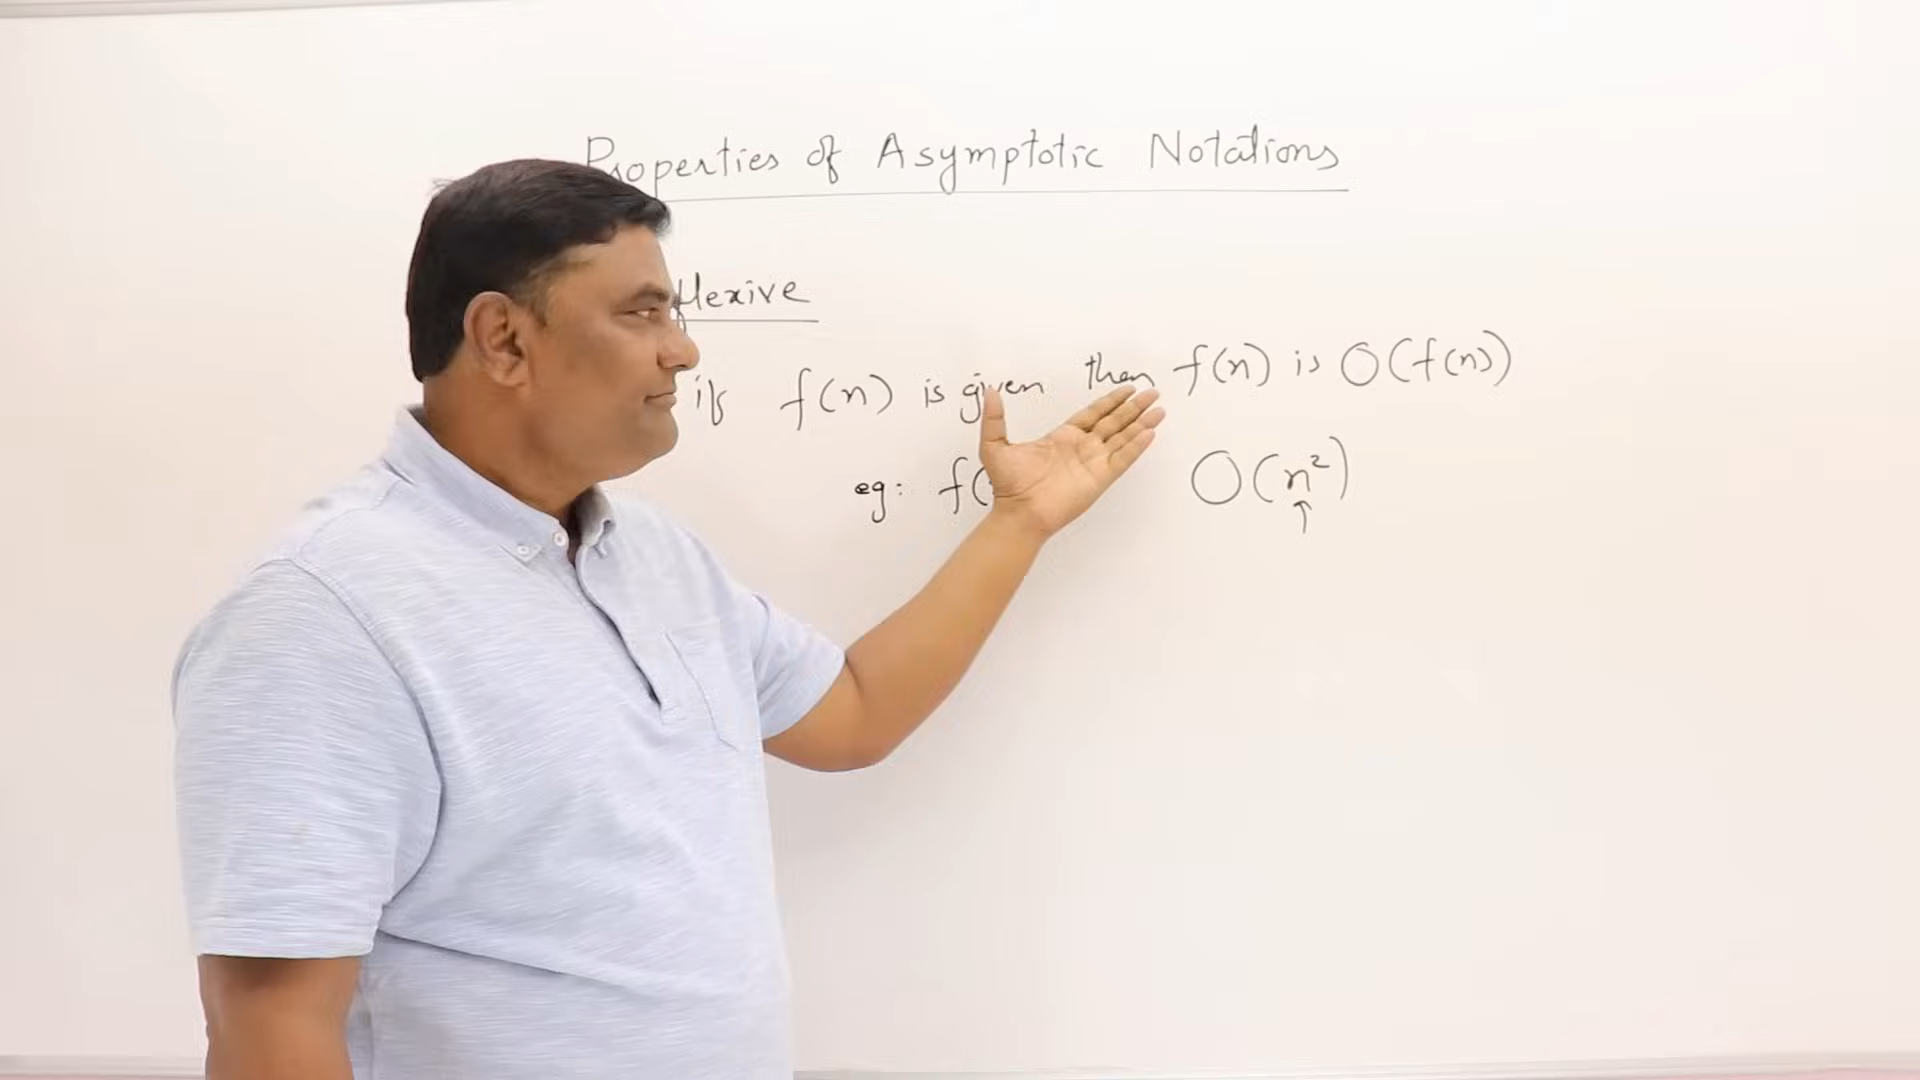 Properties of Asymptotic Notations
flexive
if f(n) is given then f(n) is O(f(n))
eg: f( O(n²)
↑